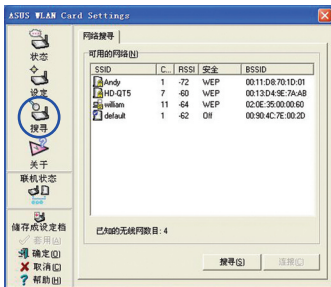 ASUS WLAN Card Settings
状态
设定
搜寻
关于
联机状态
储存成设定档
套用(A)
确定(O)
取消(C)
帮助(H)
网络搜寻
可用的网络(N)
SSID C... RSSI 安全 BSSID
Andy 1 -72 WEP 00:11:D8:70:1D:01
HD-QT5 7 -60 WEP 00:13:D4:9E:7A:AB
william 11 -64 WEP 02:0E:35:00:00:60
default 1 -62 Off 00:90:4C:7E:00:2D
已知的无线网数目: 4
搜寻(S) 连接(C)